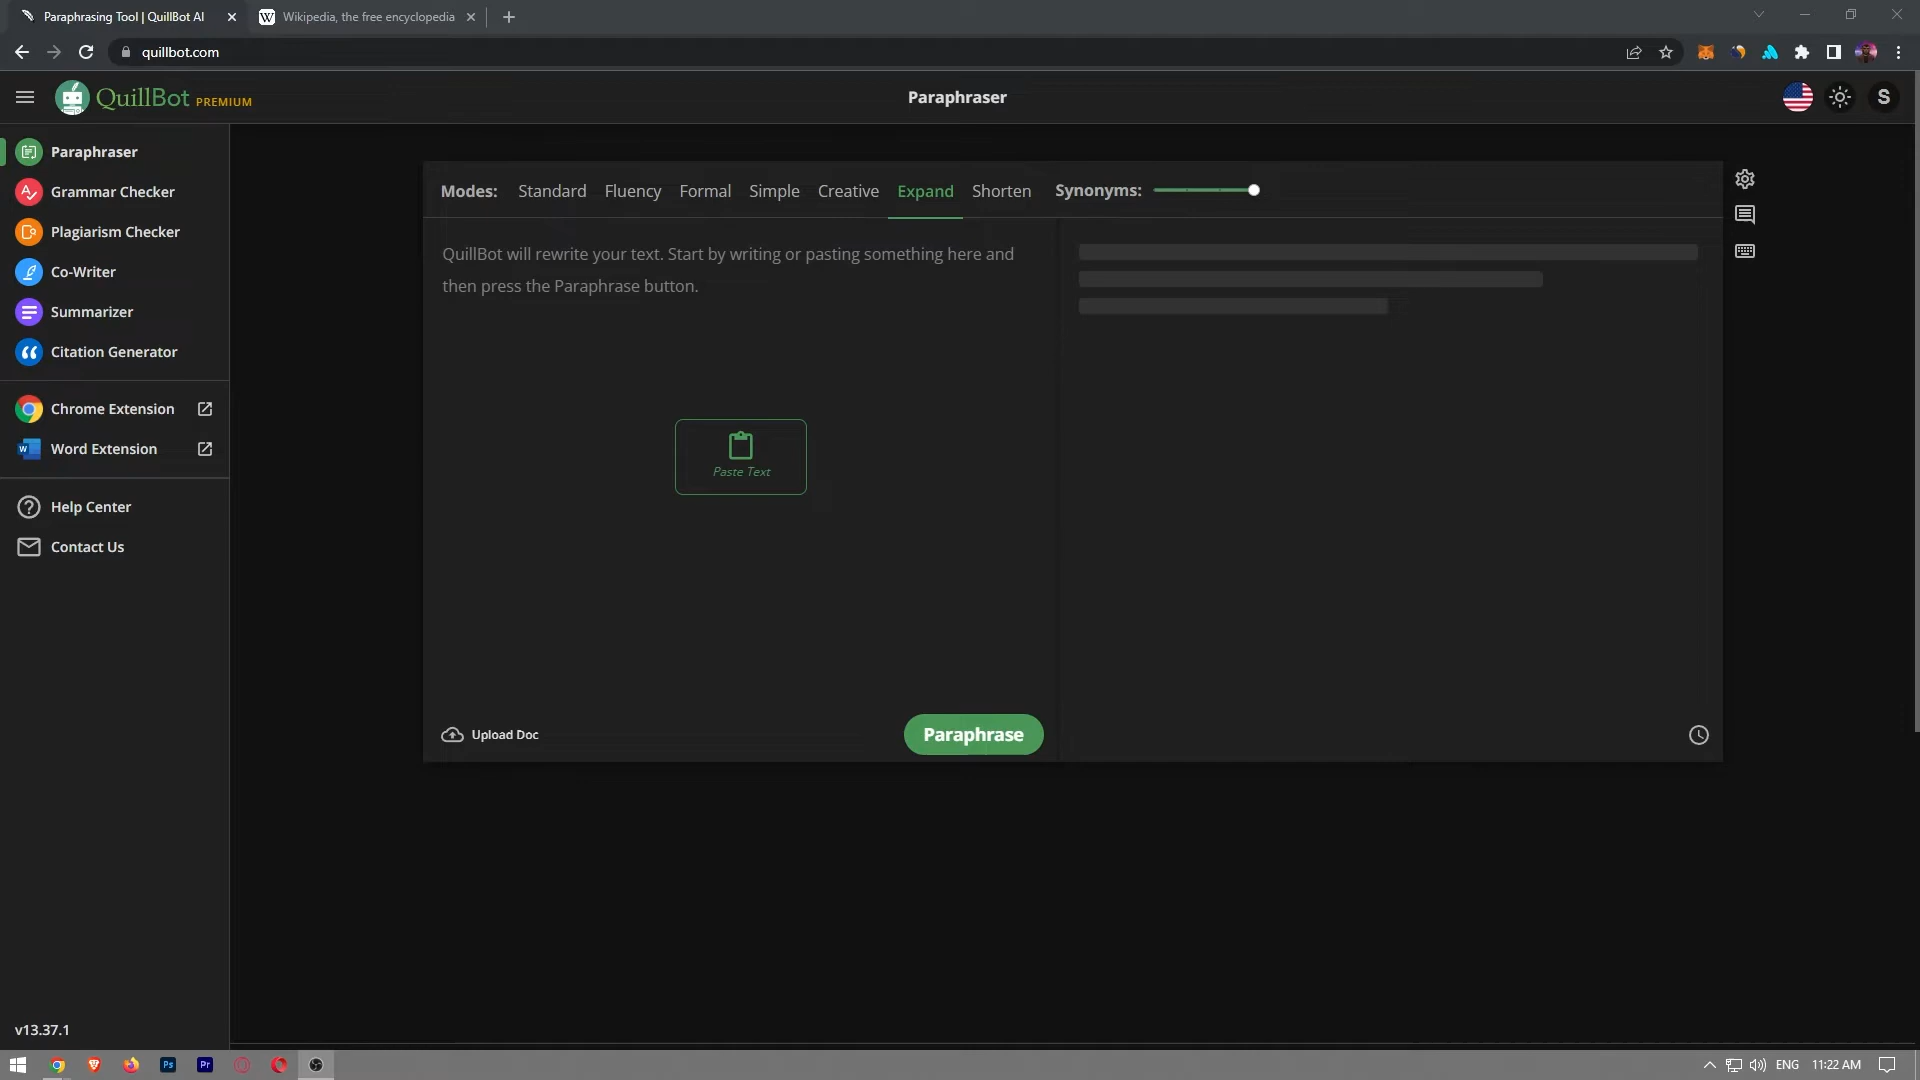 Paraphrasing Tool | QuillBot AI
Wikipedia, the free encyclopedia
quillbot.com
QuillBot PREMIUM
Paraphraser
S
Paraphraser
Grammar Checker
Plagiarism Checker
Co-Writer
Summarizer
Citation Generator
Chrome Extension
Word Extension
Help Center
Contact Us
v13.37.1
Modes: Standard Fluency Formal Simple Creative Expand Shorten Synonyms:
QuillBot will rewrite your text. Start by writing or pasting something here and
then press the Paraphrase button.
Paste Text
Upload Doc
Paraphrase
Ps
Pr
ENG 11:22 AM